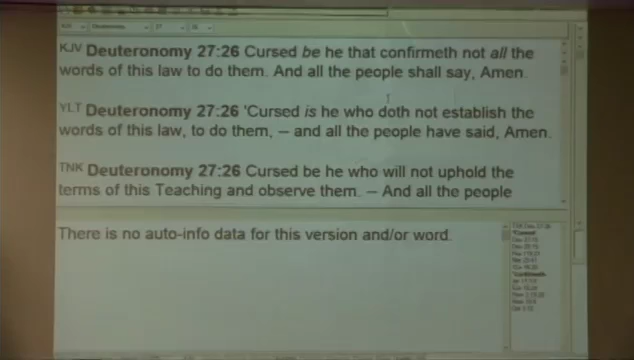 KJV Deuteronomy 27:26 Cursed be he that confirmeth not all the
words of this law to do them. And all the people shall say, Amen.
YLT Deuteronomy 27:26 'Cursed is he who doth not establish the
words of this law, to do them, – and all the people have said, Amen.
TNK Deuteronomy 27:26 Cursed be he who will not uphold the
terms of this Teaching and observe them. – And all the people
There is no auto-info data for this version and/or word.